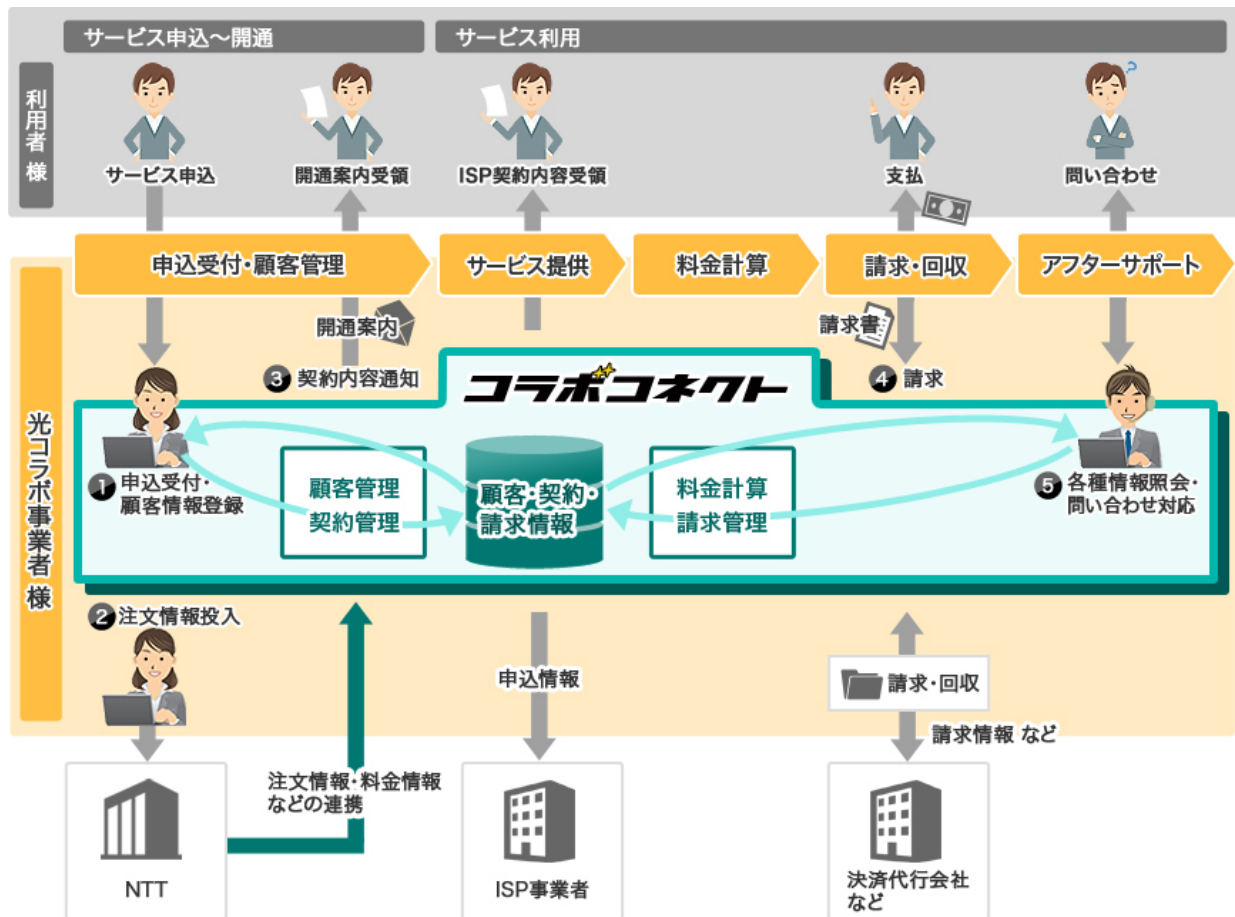 サービス申込～開通
サービス利用
利用者 様
サービス申込
開通案内受領
ISP契約内容受領
支払
問い合わせ
申込受付・顧客管理
サービス提供
料金計算
請求・回収
アフターサポート
光コラボ事業者 様
開通案内
請求書
3 契約内容通知
コラボコネクト
4 請求
1 申込受付・
顧客情報登録
顧客管理
契約管理
顧客・契約・
請求情報
料金計算
請求管理
5 各種情報照会・
問い合わせ対応
2 注文情報投入
申込情報
請求・回収
請求情報 など
注文情報・料金情報
などの連携
NTT
ISP事業者
決済代行会社
など